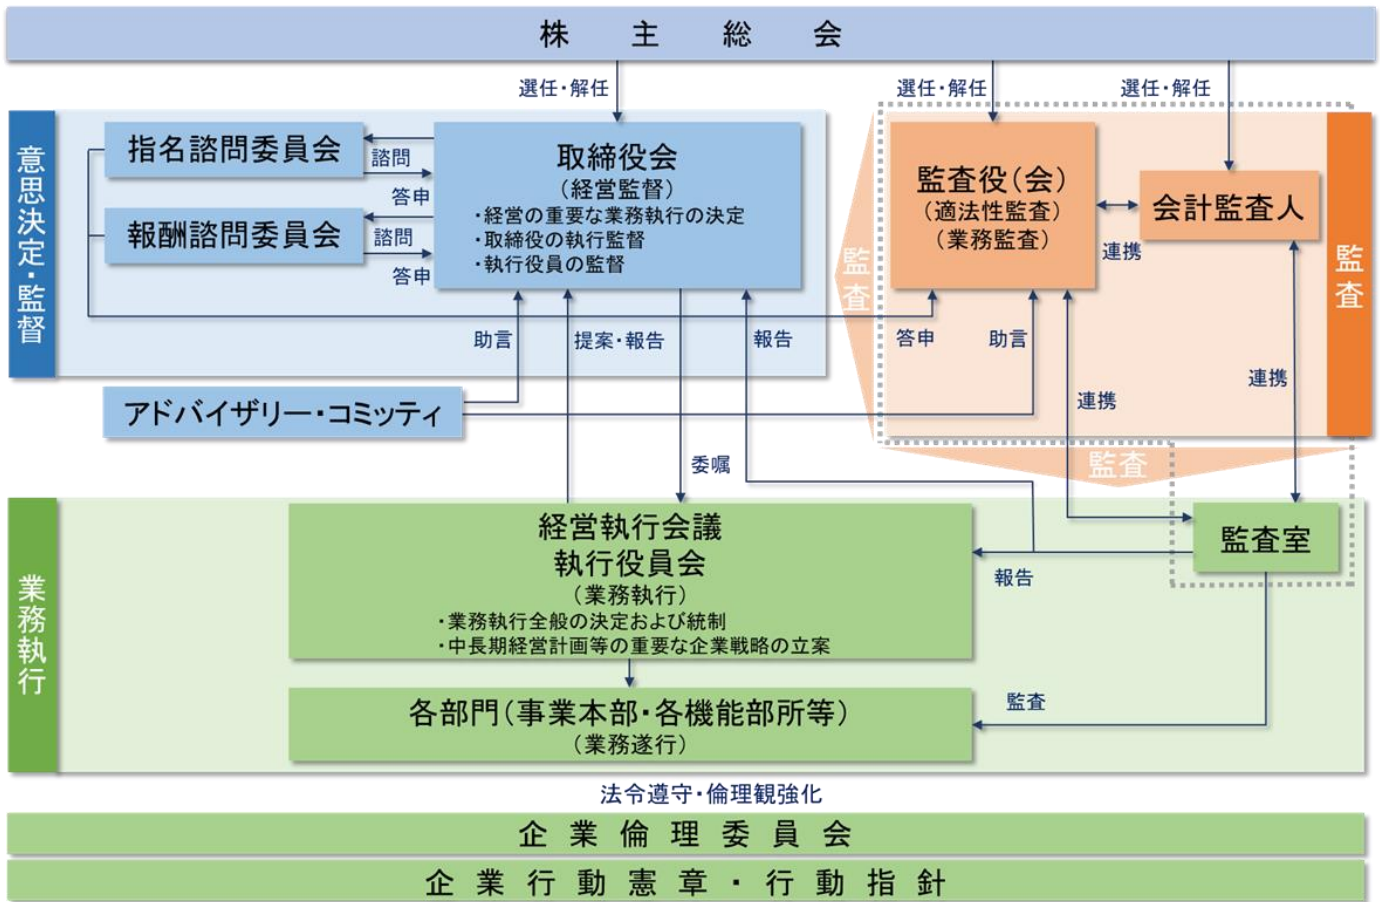 株主総会
選任・解任
選任・解任
選任・解任
意思決定・監督
指名諮問委員会
諮問
答申
報酬諮問委員会
諮問
答申
取締役会
（経営監督）
・経営の重要な業務執行の決定
・取締役の執行監督
・執行役員の監督
監査
監査役（会）
（適法性監査）
（業務監査）
連携
会計監査人
監査
助言
提案・報告
報告
答申
助言
連携
連携
アドバイザリー・コミッティ
委嘱
監査
業務執行
経営執行会議
執行役員会
（業務執行）
・業務執行全般の決定および統制
・中長期経営計画等の重要な企業戦略の立案
報告
監査室
各部門（事業本部・各機能部所等）
（業務遂行）
監査
法令遵守・倫理観強化
企業倫理委員会
企業行動憲章・行動指針